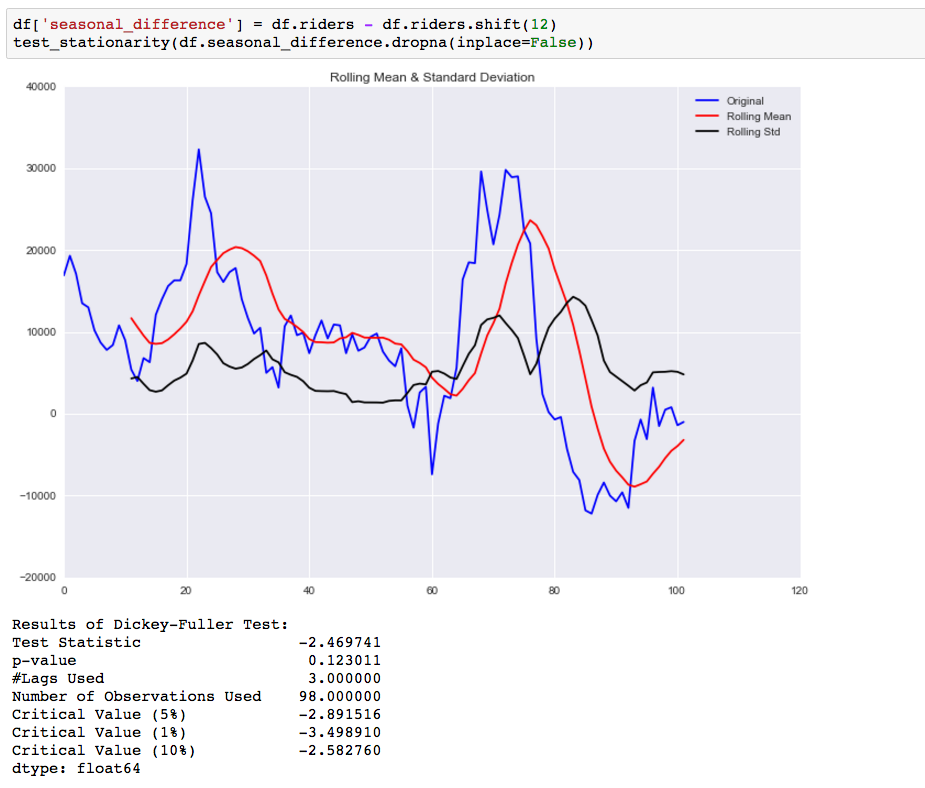 df['seasonal_difference'] = df.riders - df.riders.shift(12)
test_stationarity(df.seasonal_difference.dropna(inplace=False))
Rolling Mean & Standard Deviation
40000
30000
20000
10000
0
−10000
−20000
Original
Rolling Mean
Rolling Std
0 20 40 60 80 100 120
Results of Dickey-Fuller Test:
Test Statistic -2.469741
p-value 0.123011
#Lags Used 3.000000
Number of Observations Used 98.000000
Critical Value (5%) -2.891516
Critical Value (1%) -3.498910
Critical Value (10%) -2.582760
dtype: float64